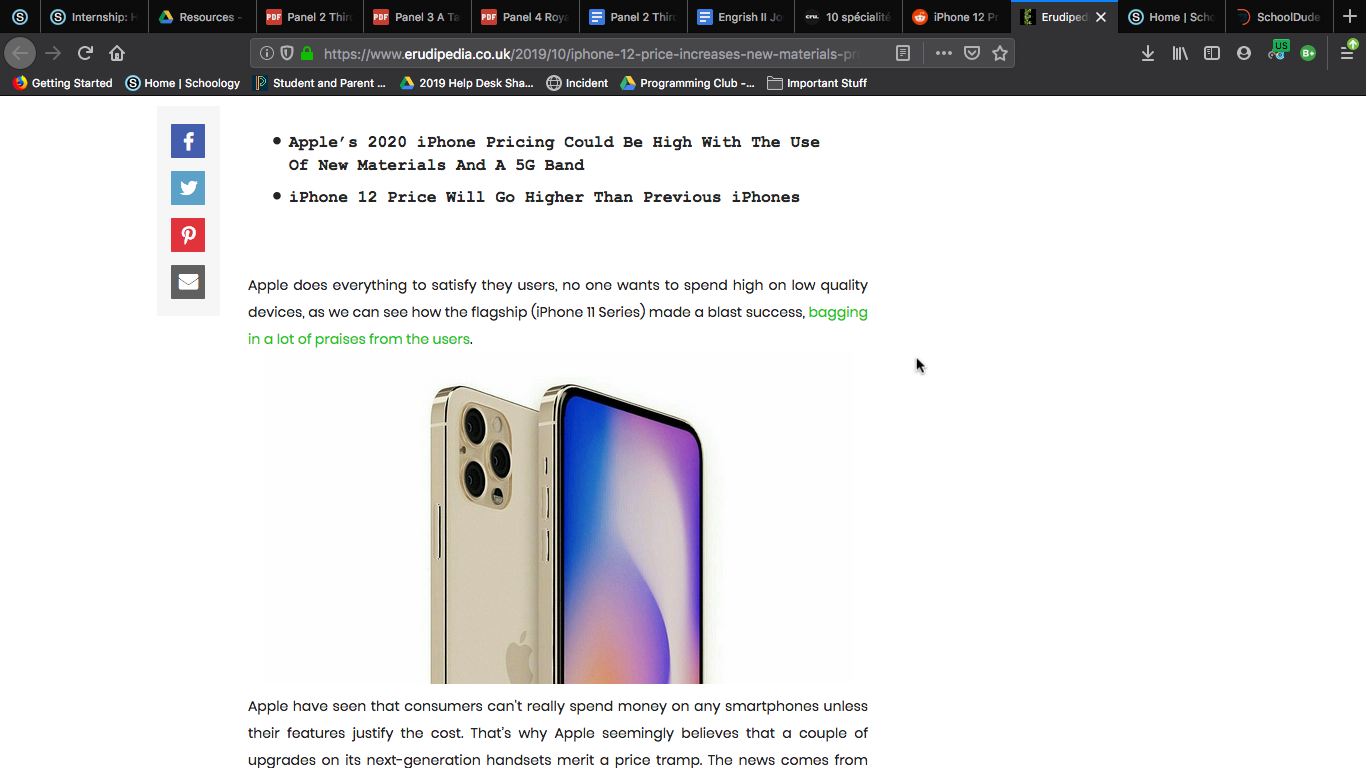 Internship: H
Resources -
Panel 2 Third
Panel 3 A Ta
Panel 4 Roya
Panel 2 Third
Engrish II Jo
10 spécialité
iPhone 12 Pr
Erudiped
Home | Scho
SchoolDude
https://www.erudipedia.co.uk/2019/10/iphone-12-price-increases-new-materials-pr
US
B+
Getting Started
Home | Schoology
Student and Parent ...
2019 Help Desk Sha...
Incident
Programming Club -...
Important Stuff
Apple's 2020 iPhone Pricing Could Be High With The Use
Of New Materials And A 5G Band
iPhone 12 Price Will Go Higher Than Previous iPhones
Apple does everything to satisfy they users, no one wants to spend high on low quality
devices, as we can see how the flagship (iPhone 11 Series) made a blast success, bagging
in a lot of praises from the users.
Apple have seen that consumers can't really spend money on any smartphones unless
their features justify the cost. That's why Apple seemingly believes that a couple of
upgrades on its next-generation handsets merit a price tramp. The news comes from